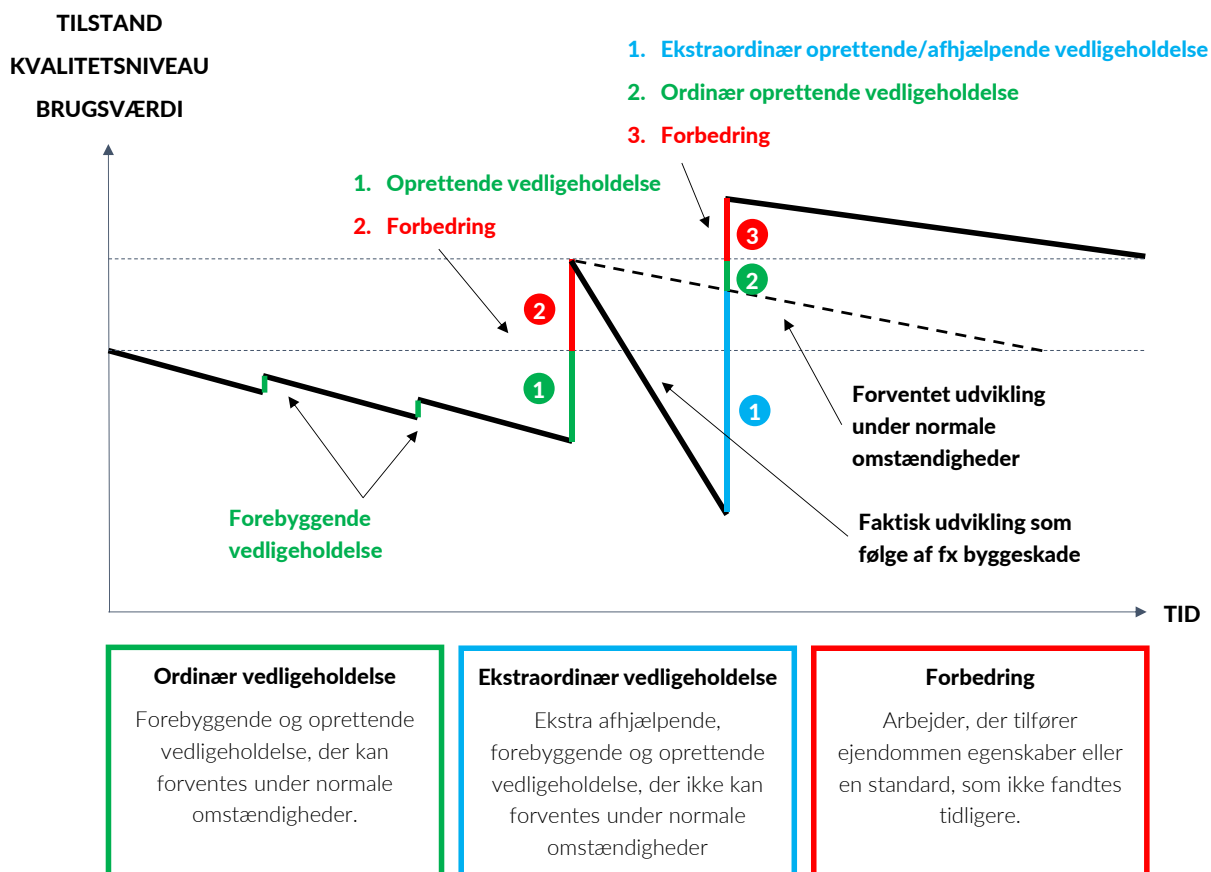 TILSTAND
KVALITETSNIVEAU
BRUGSVÆRDI
1. Ekstraordinær oprettende/afhjælpende vedligeholdelse
2. Ordinær oprettende vedligeholdelse
3. Forbedring
1. Oprettende vedligeholdelse
2. Forbedring
3
2
2
1
1
Forventet udvikling
under normale
omstændigheder
Forebyggende
vedligeholdelse
Faktisk udvikling som
følge af fx byggeskade
TID
Ordinær vedligeholdelse
Forebyggende og oprettende
vedligeholdelse, der kan
forventes under normale
omstændigheder.
Ekstraordinær vedligeholdelse
Ekstra afhjælpende,
forebyggende og oprettende
vedligeholdelse, der ikke kan
forventes under normale
omstændigheder
Forbedring
Arbejder, der tilfører
ejendommen egenskaber eller
en standard, som ikke fandtes
tidligere.